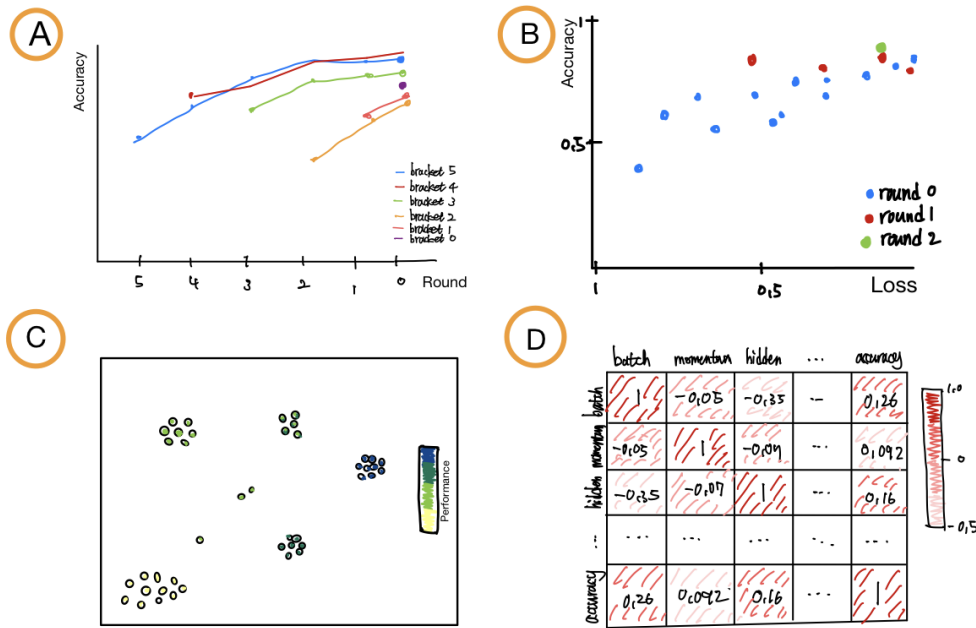 A
Accuracy
bracket 5
bracket 4
bracket 3
bracket 2
bracket 1
bracket 0
5 4 3 2 1 0 Round
B
Accuracy
1
0,5
round 0
round 1
round 2
1 0,5 Loss
C
Performance
D
batch momentan hidden ... accuracy
batch 1 -0,05 -0,35 ... 0,26
momentan -0,05 1 -0,07 ... 0,092
hidden -0,35 -0,07 1 ... 0,16
... ... ... ... ... ...
accuracy 0,26 0,092 0,16 ... 1
1,0
0
-0,5